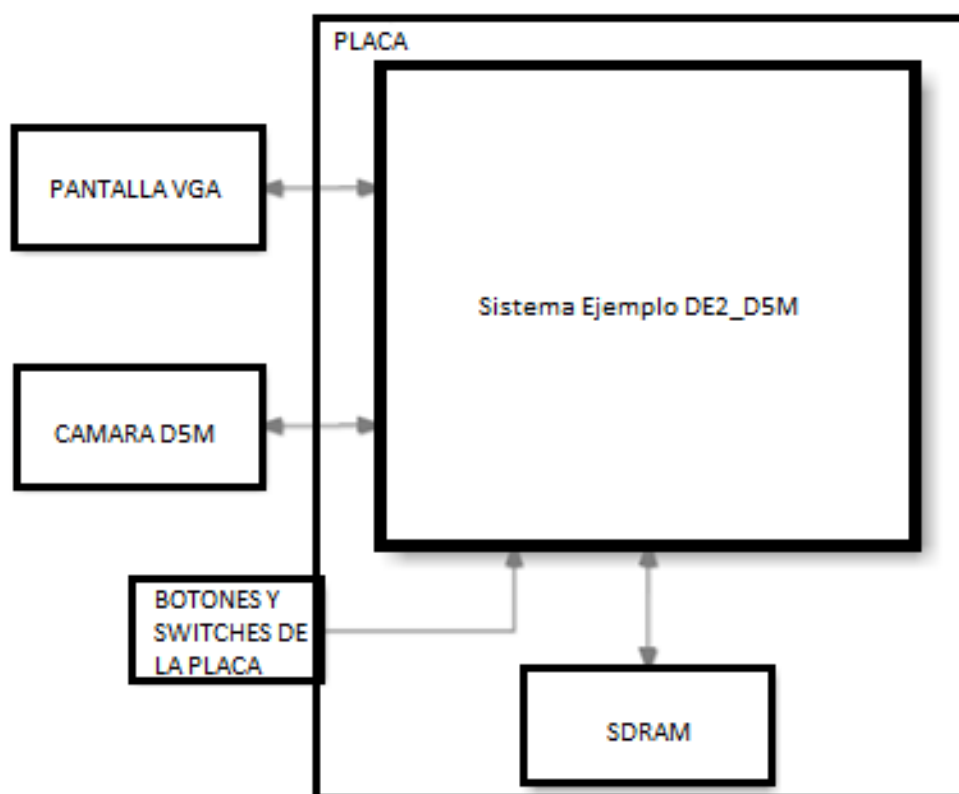 PLACA
PANTALLA VGA
Sistema Ejemplo DE2_D5M
CAMARA D5M
BOTONES Y
SWITCHES DE
LA PLACA
SDRAM